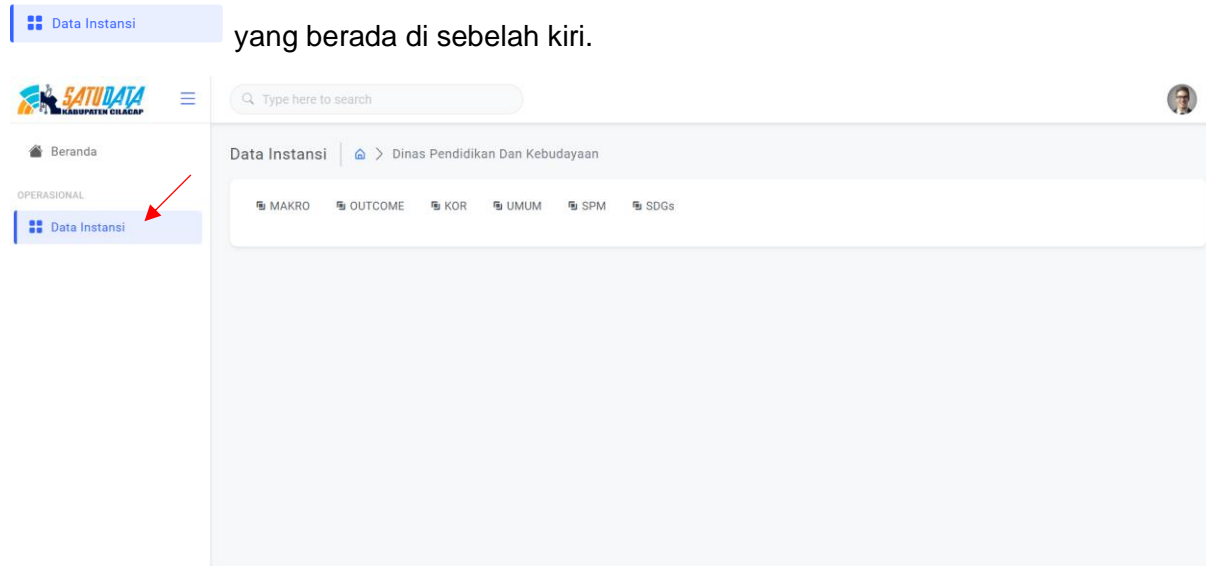 Data Instansi yang berada di sebelah kiri.
SATUDATA
KABUPATEN CILACAP
Type here to search
Beranda
Data Instansi > Dinas Pendidikan Dan Kebudayaan
OPERASIONAL
MAKRO OUTCOME KOR UMUM SPM SDGs
Data Instansi